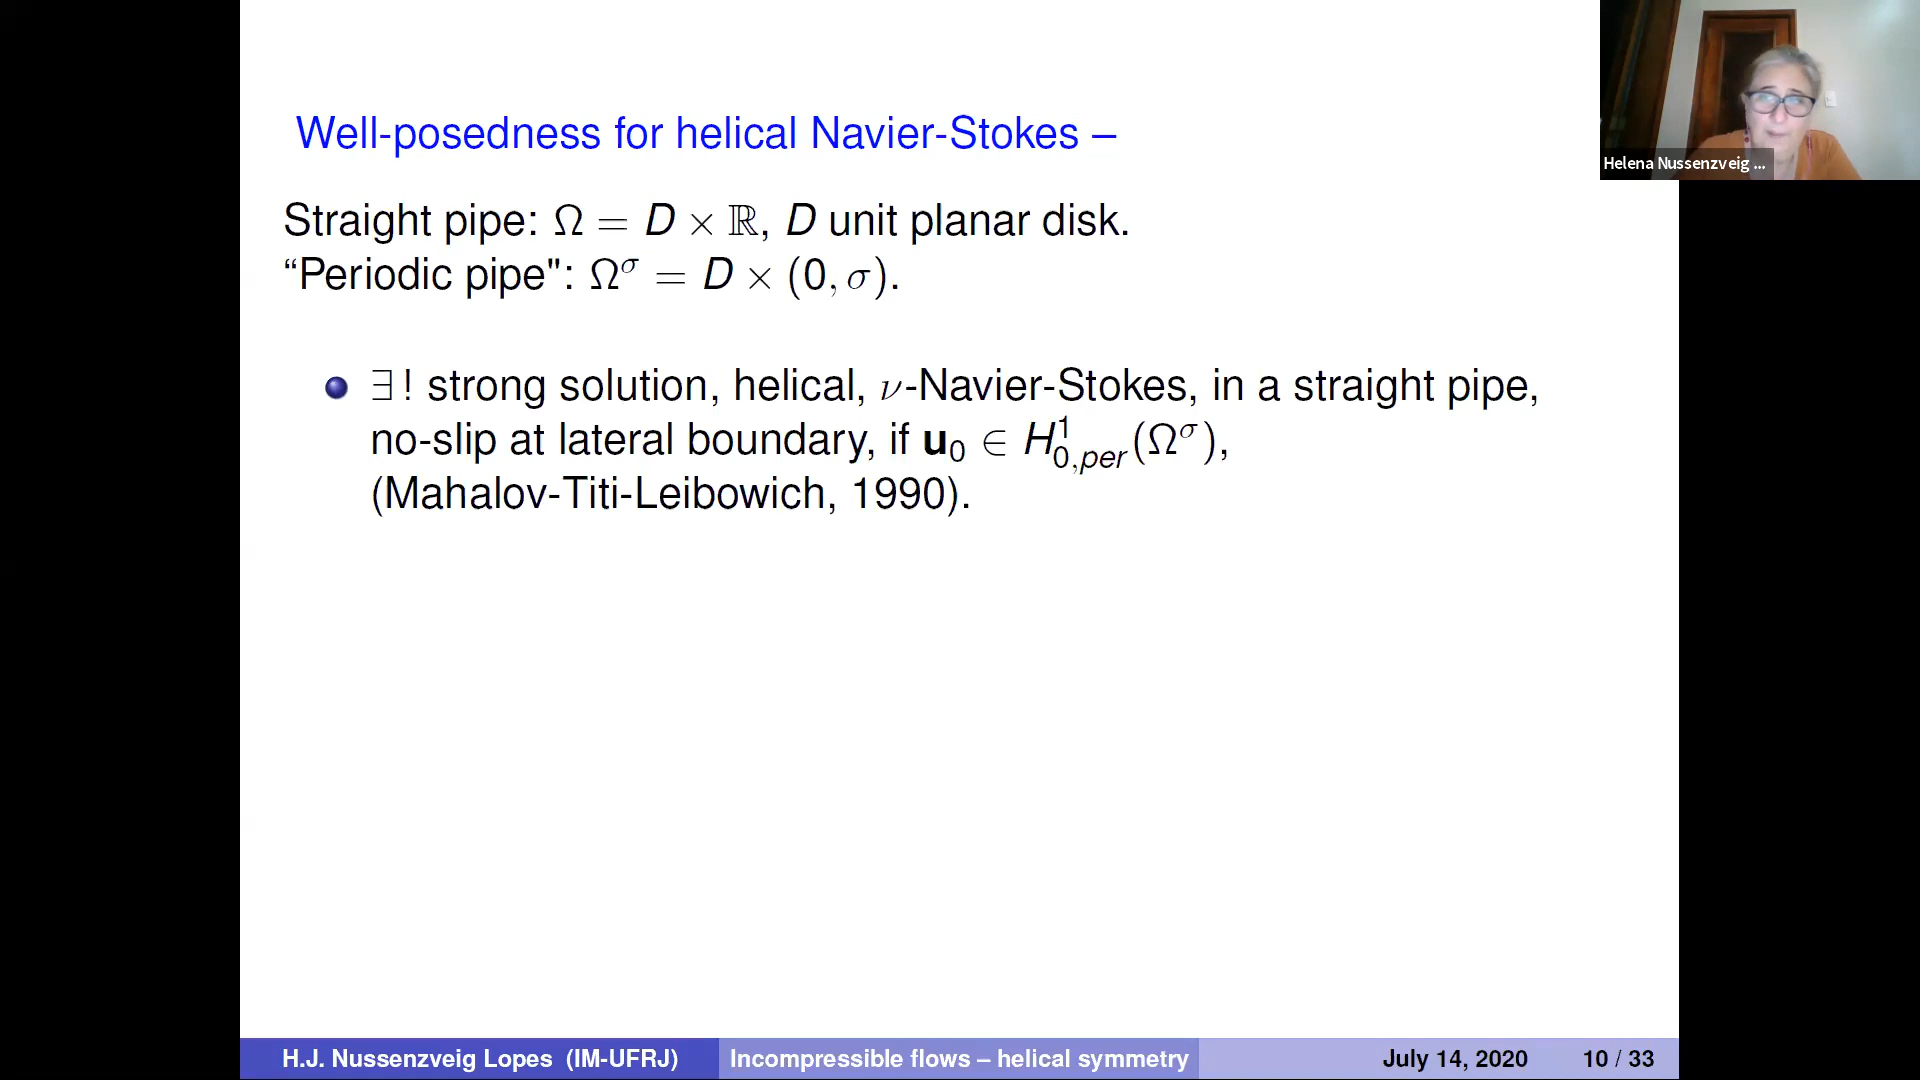 Helena Nussenzveig ...
Well-posedness for helical Navier-Stokes –
Straight pipe: Ω = D × ℝ, D unit planar disk.
“Periodic pipe": Ω^σ = D × (0, σ).
∃ ! strong solution, helical, ν-Navier-Stokes, in a straight pipe,
no-slip at lateral boundary, if u₀ ∈ H^1_{0,per}(Ω^σ),
(Mahalov-Titi-Leibowich, 1990).
H.J. Nussenzveig Lopes (IM-UFRJ) Incompressible flows – helical symmetry July 14, 2020 10 / 33